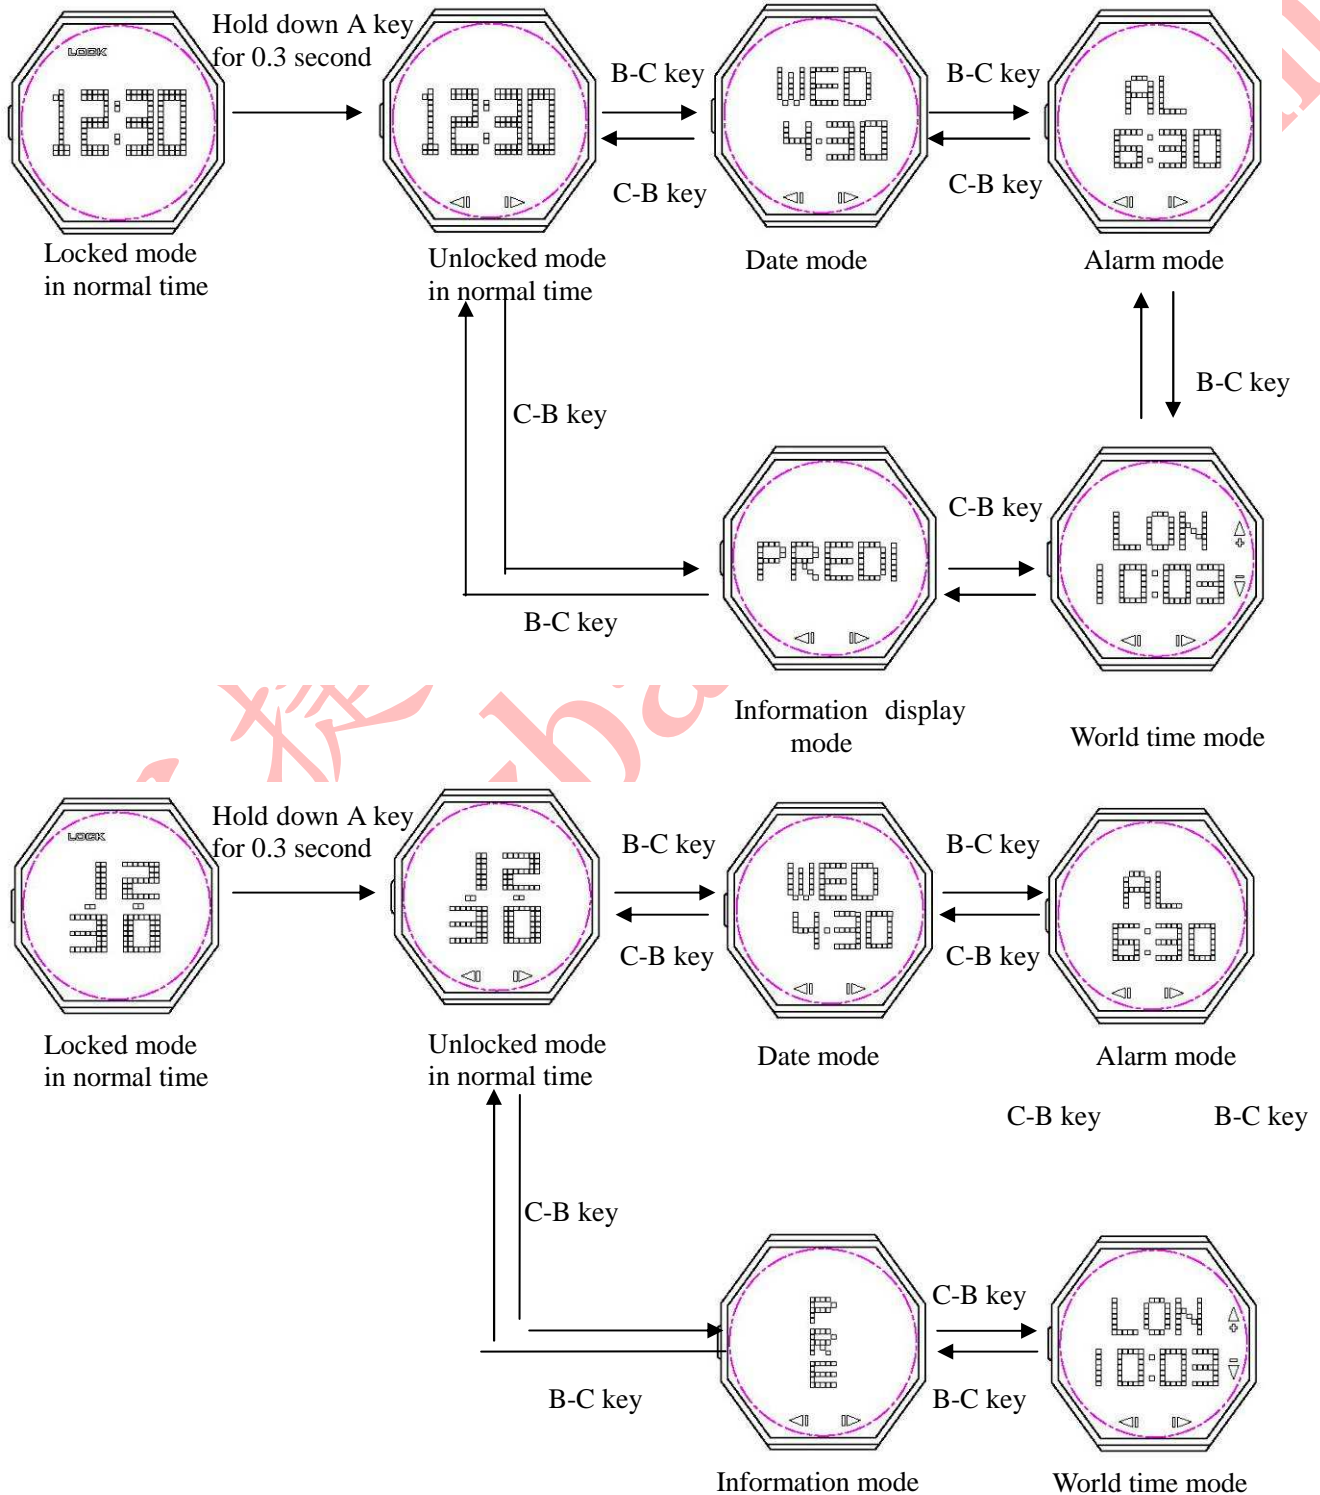 Hold down A key
for 0.3 second
LOCK
12:30
12:30
B-C key
C-B key
WED
4·30
B-C key
C-B key
AL
6:30
Locked mode
in normal time
Unlocked mode
in normal time
Date mode
Alarm mode
B-C key
C-B key
PREDI
C-B key
LON
10:03
B-C key
Information display
mode
World time mode
Hold down A key
for 0.3 second
LOCK
12
30
12
30
B-C key
C-B key
WED
4·30
B-C key
C-B key
AL
6:30
Locked mode
in normal time
Unlocked mode
in normal time
Date mode
Alarm mode
C-B key
B-C key
C-B key
P
R
E
C-B key
B-C key
LON
10:03
B-C key
Information mode
World time mode